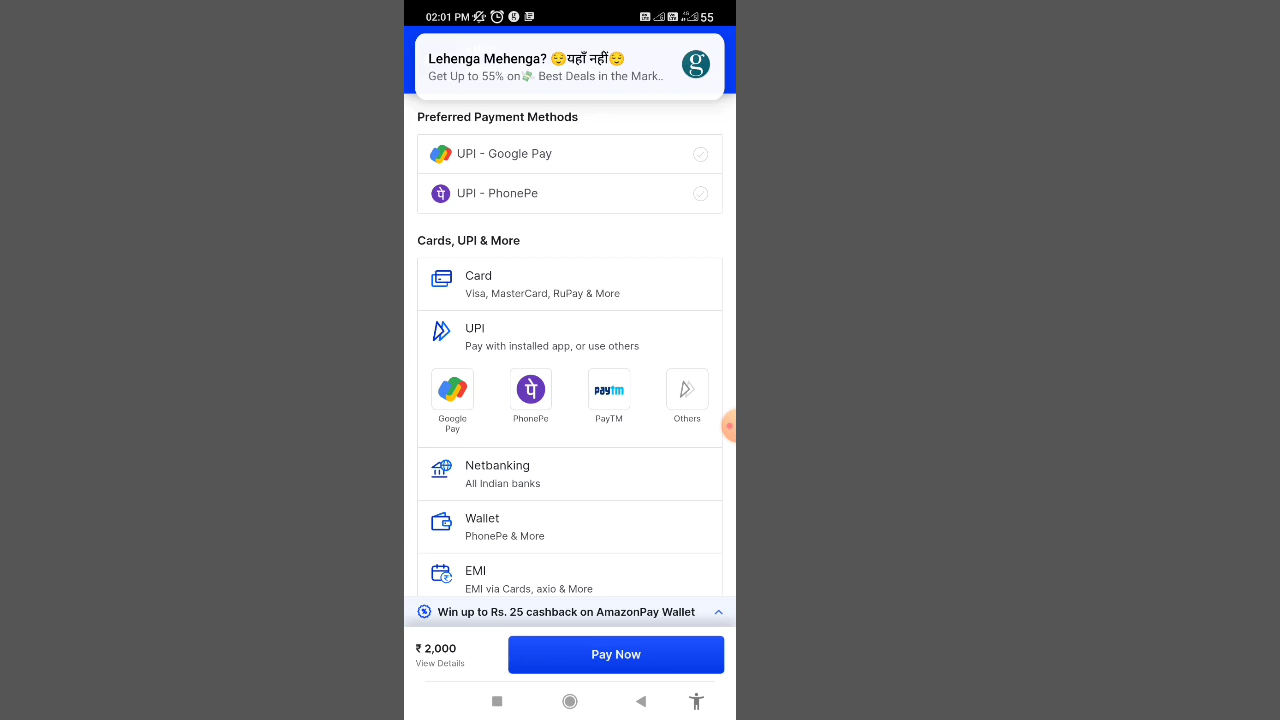 02:01 PM 55
Lehenga Mehenga? 😌यहाँ नहीं😌
Get Up to 55% on💸 Best Deals in the Mark..
g
Preferred Payment Methods
UPI - Google Pay
पे UPI - PhonePe
Cards, UPI & More
Card
Visa, MasterCard, RuPay & More
UPI
Pay with installed app, or use others
पे
paytm
Google Pay
PhonePe
PayTM
Others
Netbanking
All Indian banks
Wallet
PhonePe & More
EMI
EMI via Cards, axio & More
Win up to Rs. 25 cashback on AmazonPay Wallet
₹ 2,000
View Details
Pay Now